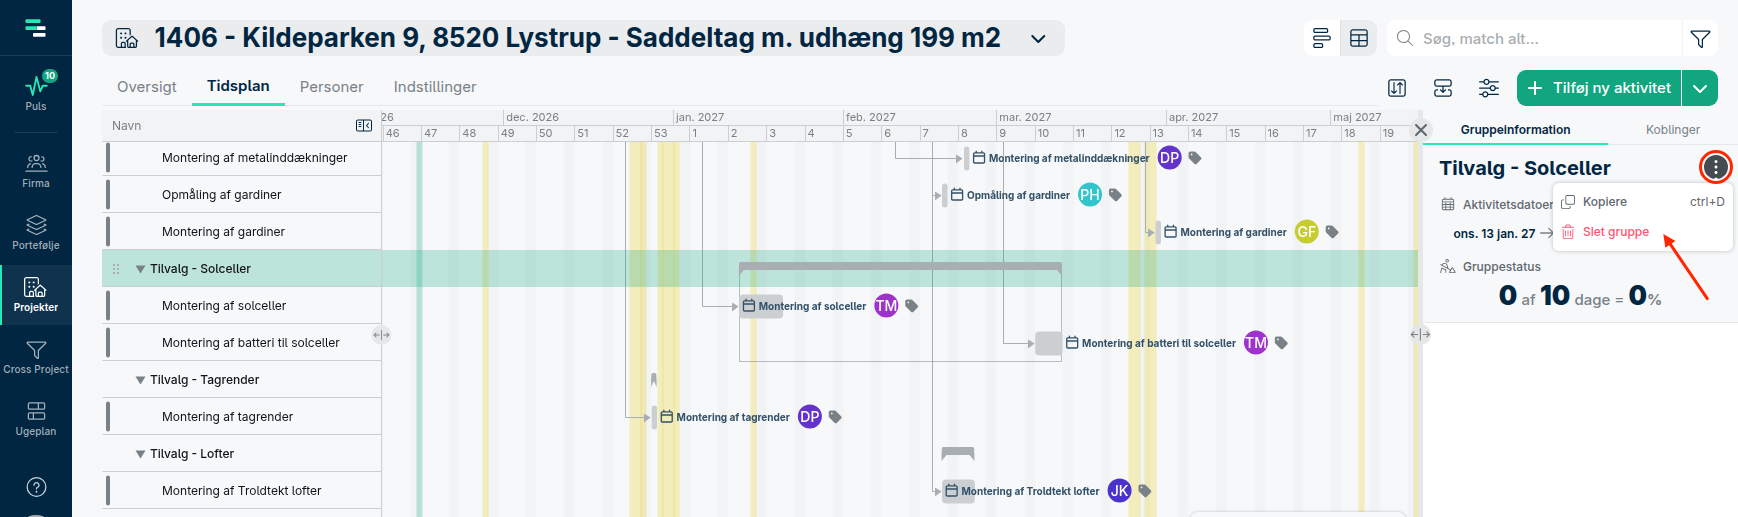 1406 - Kildeparken 9, 8520 Lystrup - Saddeltag m. udhæng 199 m2
Søg, match alt...
10
Puls
Firma
Portefølje
Projekter
Cross Project
Ugeplan
Oversigt
Tidsplan
Personer
Indstillinger
Tilføj ny aktivitet
Navn
26
dec. 2026
jan. 2027
feb. 2027
mar. 2027
apr. 2027
maj 2027
46 47 48 49 50 51 52 53 1 2 3 4 5 6 7 8 9 10 11 12 13 14 15 16 17 18 19
Montering af metalinddækninger
Montering af metalinddækninger DP
Opmåling af gardiner
Opmåling af gardiner PH
Montering af gardiner
Montering af gardiner GF
Tilvalg - Solceller
Montering af solceller
Montering af solceller TM
Montering af batteri til solceller
Montering af batteri til solceller TM
Tilvalg - Tagrender
Montering af tagrender
Montering af tagrender DP
Tilvalg - Lofter
Montering af Troldtekt lofter
Montering af Troldtekt lofter JK
Gruppeinformation
Koblinger
Tilvalg - Solceller
Aktivitetsdatoer
ons. 13 jan. 27
Kopiere ctrl+D
Slet gruppe
Gruppestatus
0 af 10 dage = 0%